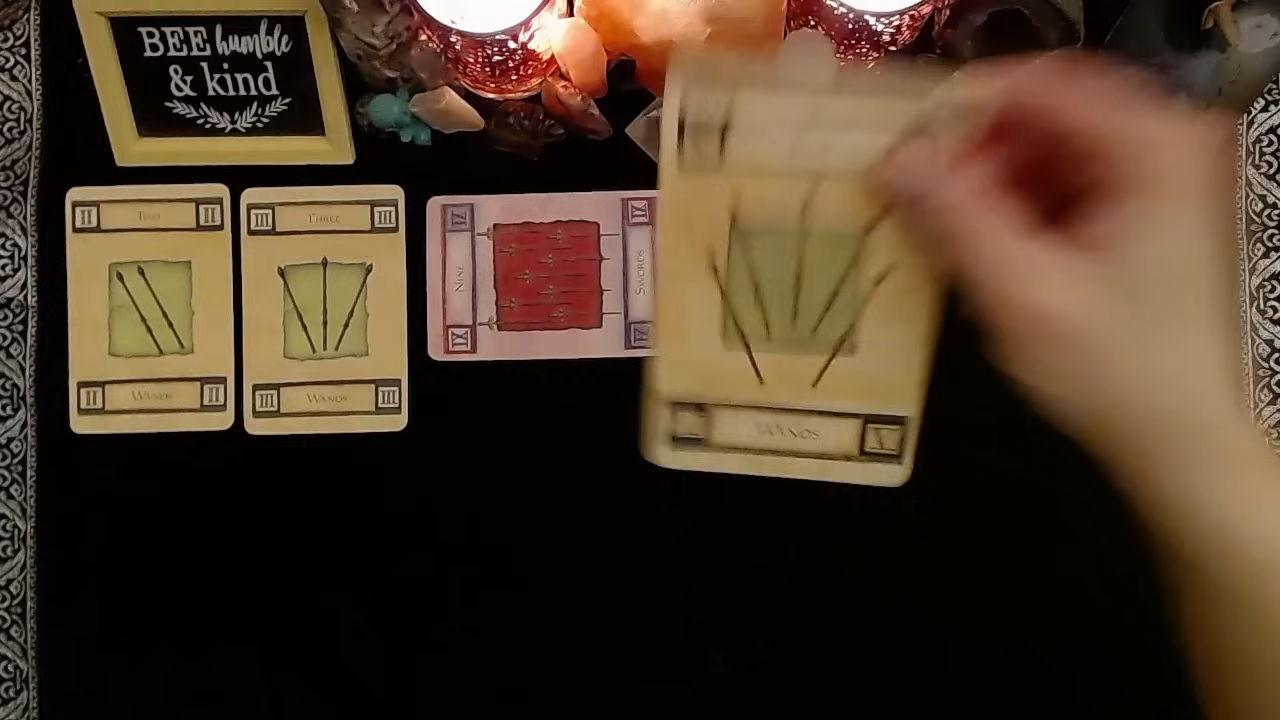 BEE humble
& kind
II TWO II
II WANDS II
III THREE III
III WANDS III
IX NINE IX
IX SWORDS IX
WANDS V